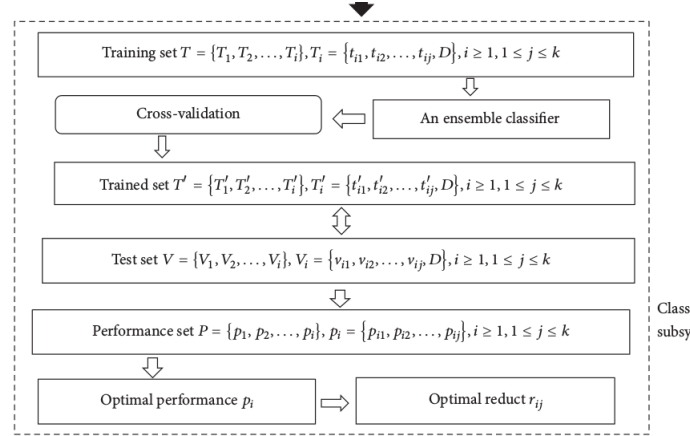 Training set T = {T₁, T₂, …, Tᵢ}, Tᵢ = {tᵢ₁, tᵢ₂, …, tᵢⱼ, D}, i ≥ 1, 1 ≤ j ≤ k
Cross-validation
An ensemble classifier
Trained set T′ = {T′₁, T′₂, …, T′ᵢ}, T′ᵢ = {t′ᵢ₁, t′ᵢ₂, …, t′ᵢⱼ, D}, i ≥ 1, 1 ≤ j ≤ k
Test set V = {V₁, V₂, …, Vᵢ}, Vᵢ = {vᵢ₁, vᵢ₂, …, vᵢⱼ, D}, i ≥ 1, 1 ≤ j ≤ k
Performance set P = {p₁, p₂, …, pᵢ}, pᵢ = {pᵢ₁, pᵢ₂, …, pᵢⱼ}, i ≥ 1, 1 ≤ j ≤ k
Class
subsy
Optimal performance pᵢ
Optimal reduct rᵢⱼ